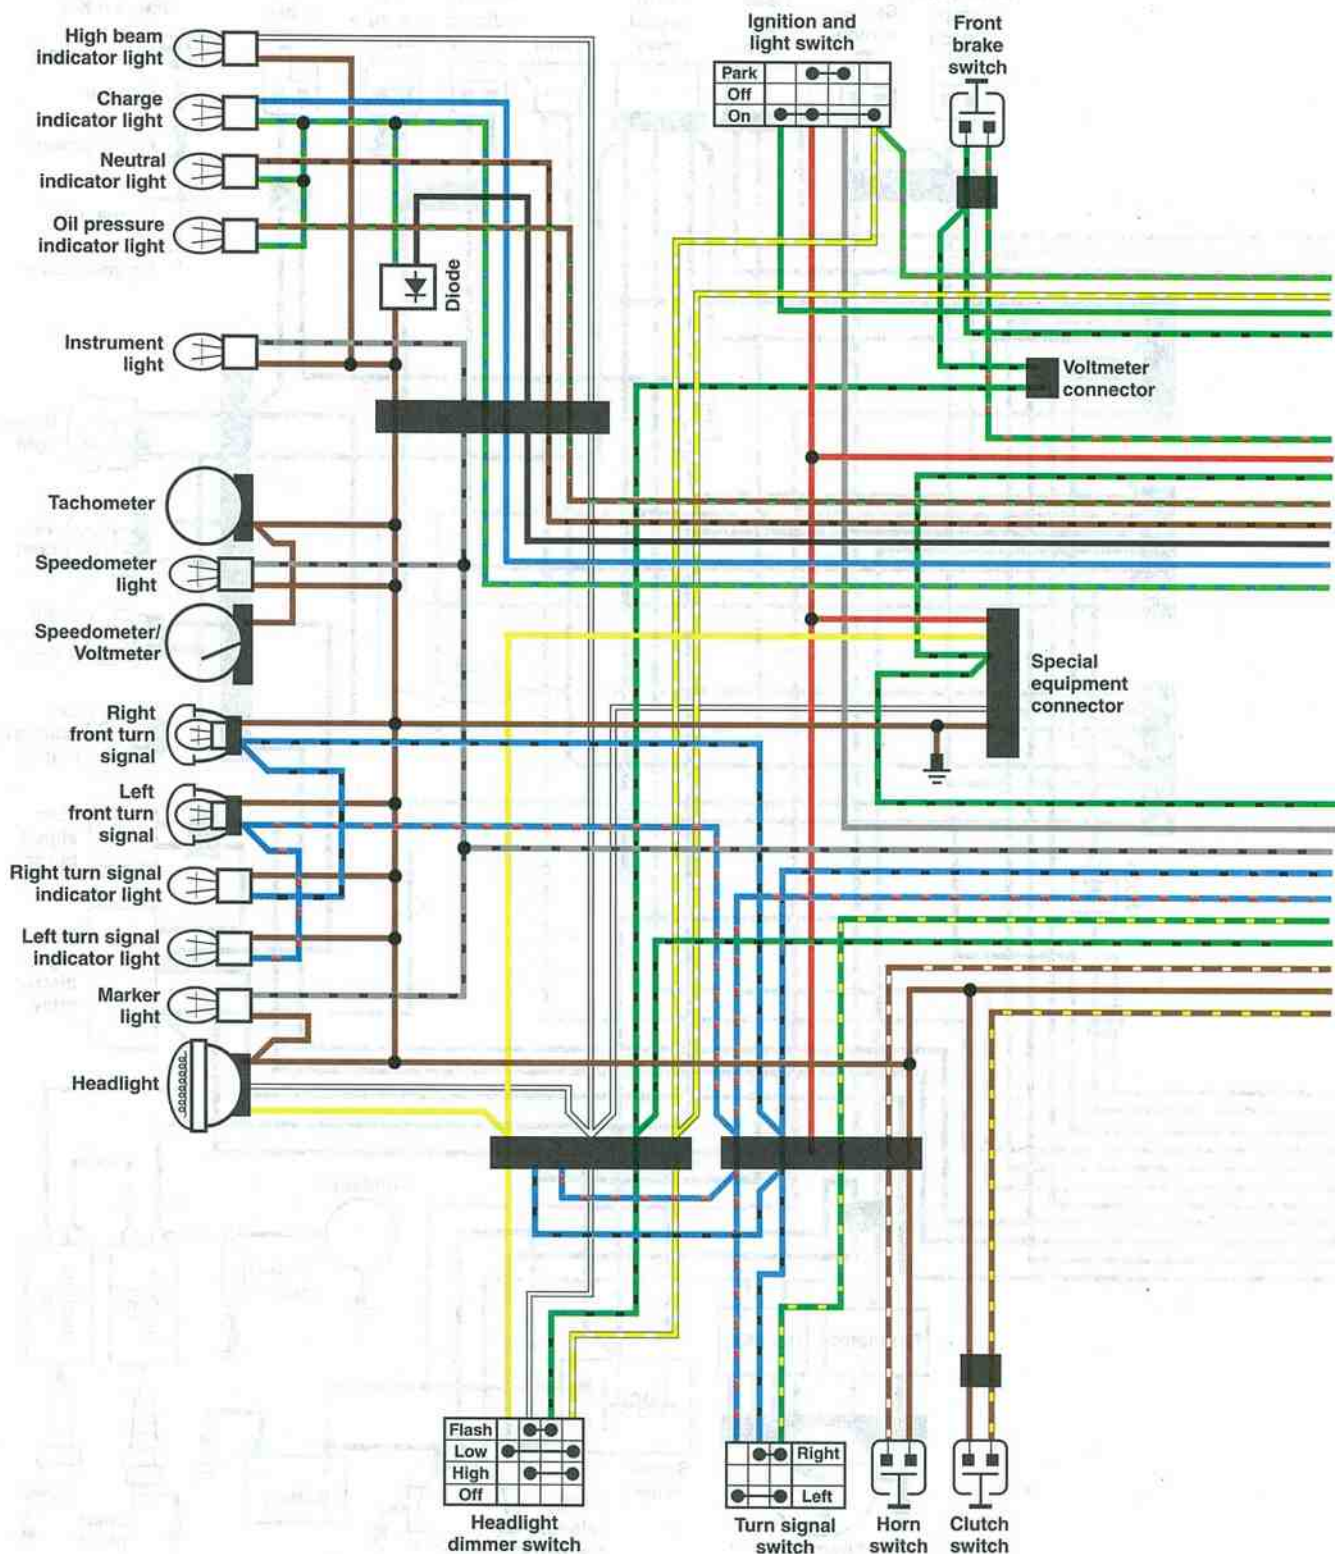 High beam
indicator light
Charge
indicator light
Neutral
indicator light
Oil pressure
indicator light
Diode
Instrument
light
Tachometer
Speedometer
light
Speedometer/
Voltmeter
Right
front turn
signal
Left
front turn
signal
Right turn signal
indicator light
Left turn signal
indicator light
Marker
light
Headlight
Ignition and
light switch
Park
Off
On
Front
brake
switch
Voltmeter
connector
Special
equipment
connector
Flash
Low
High
Off
Headlight
dimmer switch
Right
Left
Turn signal
switch
Horn
switch
Clutch
switch